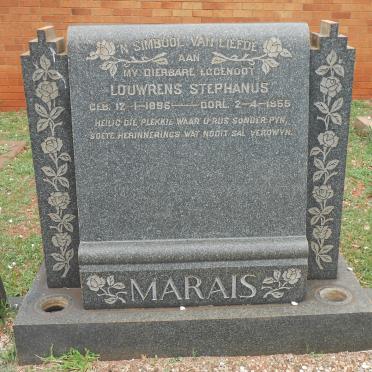 'N SIMBOOL VAN LIEFDE
AAN
MY DIERBARE EGGENOOT
LOUWRENS STEPHANUS
GEB. 12-1-1896 — OORL. 2-4-1955
HEILIG DIE PLEKKIE WAAR U RUS SONDER PYN,
SOETE HERINNERINGS WAT NOOIT SAL VERDWYN.
MARAIS